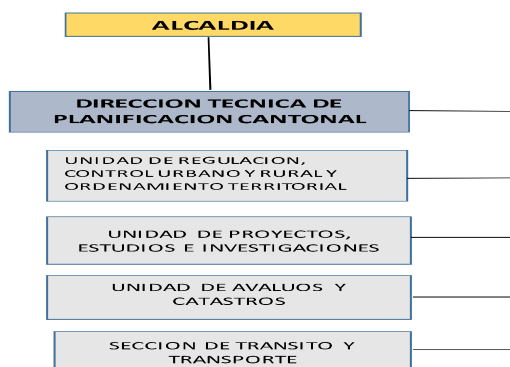 ALCALDIA
DIRECCION TECNICA DE
PLANIFICACION CANTONAL
UNIDAD DE REGULACION,
CONTROL URBANO Y RURAL Y
ORDENAMIENTO TERRITORIAL
UNIDAD DE PROYECTOS,
ESTUDIOS E INVESTIGACIONES
UNIDAD DE AVALUOS Y
CATASTROS
SECCION DE TRANSITO Y
TRANSPORTE